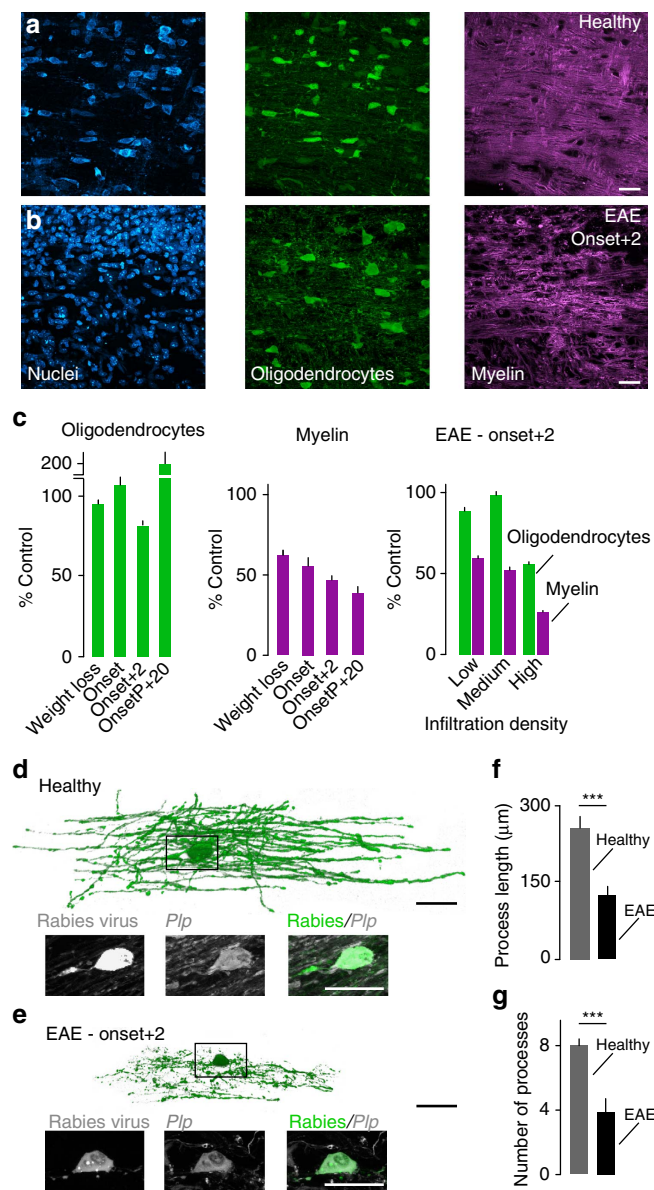 a
Healthy
b
EAE
Onset+2
Nuclei
Oligodendrocytes
Myelin
c
Oligodendrocytes
Myelin
EAE - onset+2
% Control
200
100
50
0
Weight loss
Onset
Onset+2
OnsetP+20
% Control
100
50
0
Weight loss
Onset
Onset+2
OnsetP+20
% Control
100
50
0
Oligodendrocytes
Myelin
Low
Medium
High
Infiltration density
d
Healthy
Rabies virus
Plp
Rabies/Plp
e
EAE - onset+2
Rabies virus
Plp
Rabies/Plp
f
Process length (μm)
300
150
0
***
Healthy
EAE
g
Number of processes
8
4
0
***
Healthy
EAE